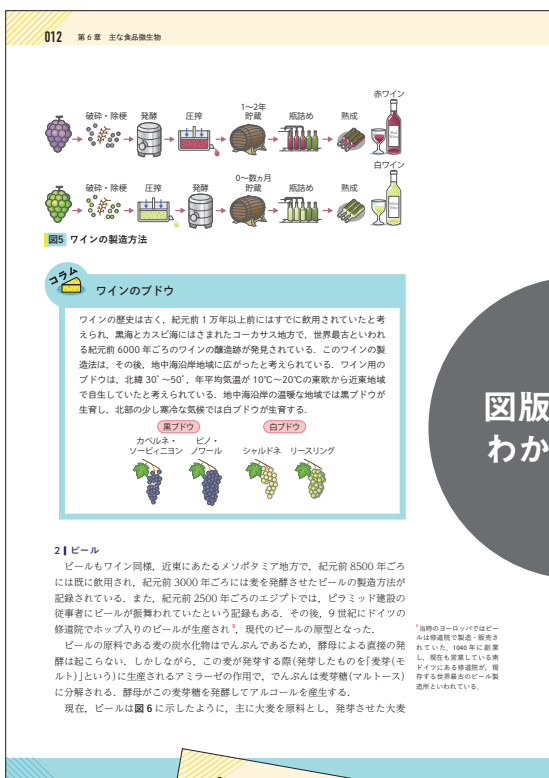 012 第6章 主な食品微生物
赤ワイン
破砕・除梗 発酵 圧搾 1〜2年 貯蔵 瓶詰め 熟成
白ワイン
破砕・除梗 圧搾 発酵 0〜数ヵ月 貯蔵 瓶詰め 熟成
図5 ワインの製造方法
コラム
ワインのブドウ
ワインの歴史は古く,紀元前1万年以上前にはすでに飲用されていたと考
えられ,黒海とカスピ海にはさまれたコーカサス地方で,世界最古といわれ
る紀元前6000年ごろのワインの醸造跡が発見されている.このワインの製
造法は,その後,地中海沿岸地域に広がったと考えられている.ワイン用の
ブドウは,北緯30°〜50°,年平均気温が10℃〜20℃の東欧から近東地域
で自生していたと考えられている.地中海沿岸の温暖な地域では黒ブドウが
生育し,北部の少し寒冷な気候では白ブドウが生育する.
黒ブドウ 白ブドウ
カベルネ・ソービィニヨン ピノ・ノワール シャルドネ リースリング
図版
わか
2 ビール
ビールもワイン同様,近東にあたるメソポタミア地方で,紀元前8500年ごろ
には既に飲用され,紀元前3000年ごろには麦を発酵させたビールの製造方法が
記録されている.また,紀元前2500年ごろのエジプトでは,ピラミッド建設の
従事者にビールが振舞われていたという記録もある.その後,9世紀にドイツの
修道院でホップ入りのビールが生産され,現代のビールの原型となった.
ビールの原料である麦の炭水化物はでんぷんであるため,酵母による直接の発
酵は起こらない.しかしながら,この麦が発芽する際(発芽したものを「麦芽(モ
ルト)」という)に生産されるアミラーゼの作用で,でんぷんは麦芽糖(マルトース)
に分解される.酵母がこの麦芽糖を発酵してアルコールを産生する.
現在,ビールは図6に示したように,主に大麦を原料とし,発芽させた大麦
当時のヨーロッパではビー
ルは修道院で製造・販売さ
れていた.1040年に創業
し,現在も営業している南
ドイツにある修道院が,現
存する世界最古のビール製
造所といわれている.